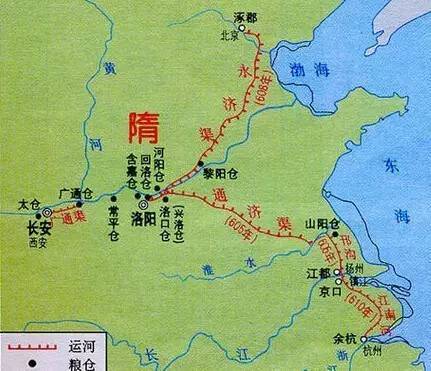 涿郡
北京
渤海
永济渠
(608年)
黄河
隋
河阳仓
回洛仓
含嘉仓
黎阳仓
东海
太仓
广通仓
通渠
长安
西安
常平仓
洛阳
洛口仓
(兴洛仓)
通济渠
(605年)
山阳仓
邗沟
605年
淮水
江都
扬州
镇江
京口
江南河
(610年)
余杭
杭州
长江
浙
运河
粮仓